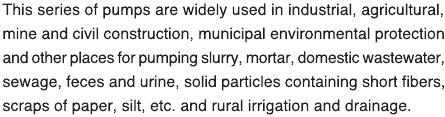 This series of pumps are widely used in industrial, agricultural,
mine and civil construction, municipal environmental protection
and other places for pumping slurry, mortar, domestic wastewater,
sewage, feces and urine, solid particles containing short fibers,
scraps of paper, silt, etc. and rural irrigation and drainage.